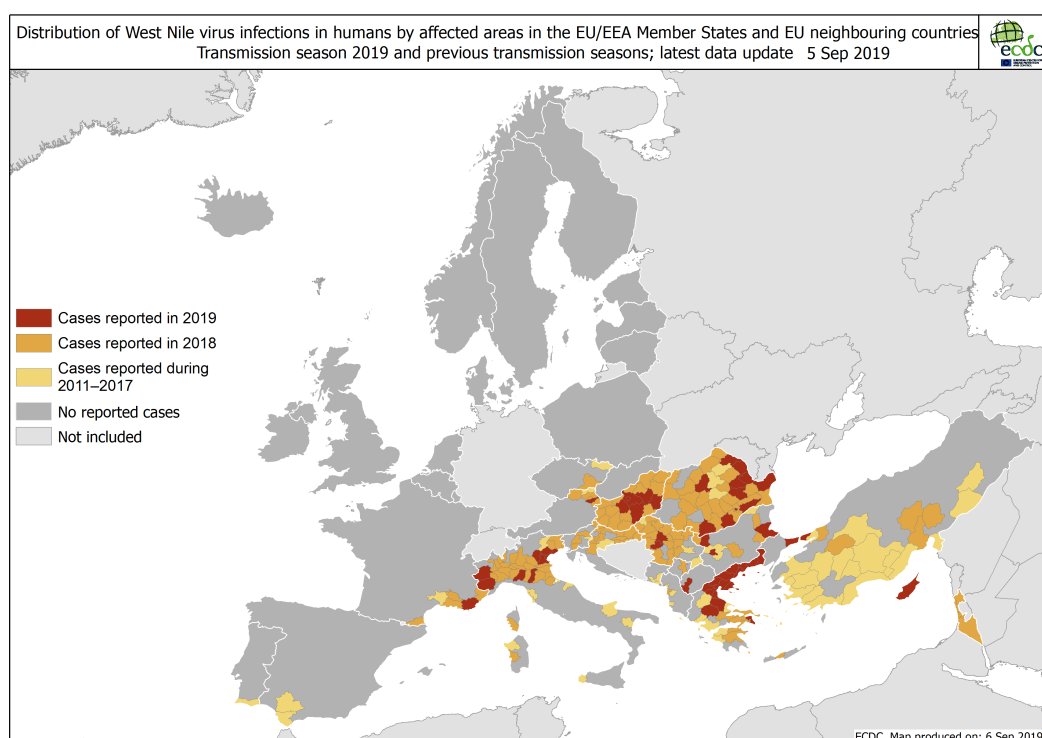 Distribution of West Nile virus infections in humans by affected areas in the EU/EEA Member States and EU neighbouring countries
Transmission season 2019 and previous transmission seasons; latest data update 5 Sep 2019
ecdc
Cases reported in 2019
Cases reported in 2018
Cases reported during
2011–2017
No reported cases
Not included
ECDC. Map produced on: 6 Sep 2019